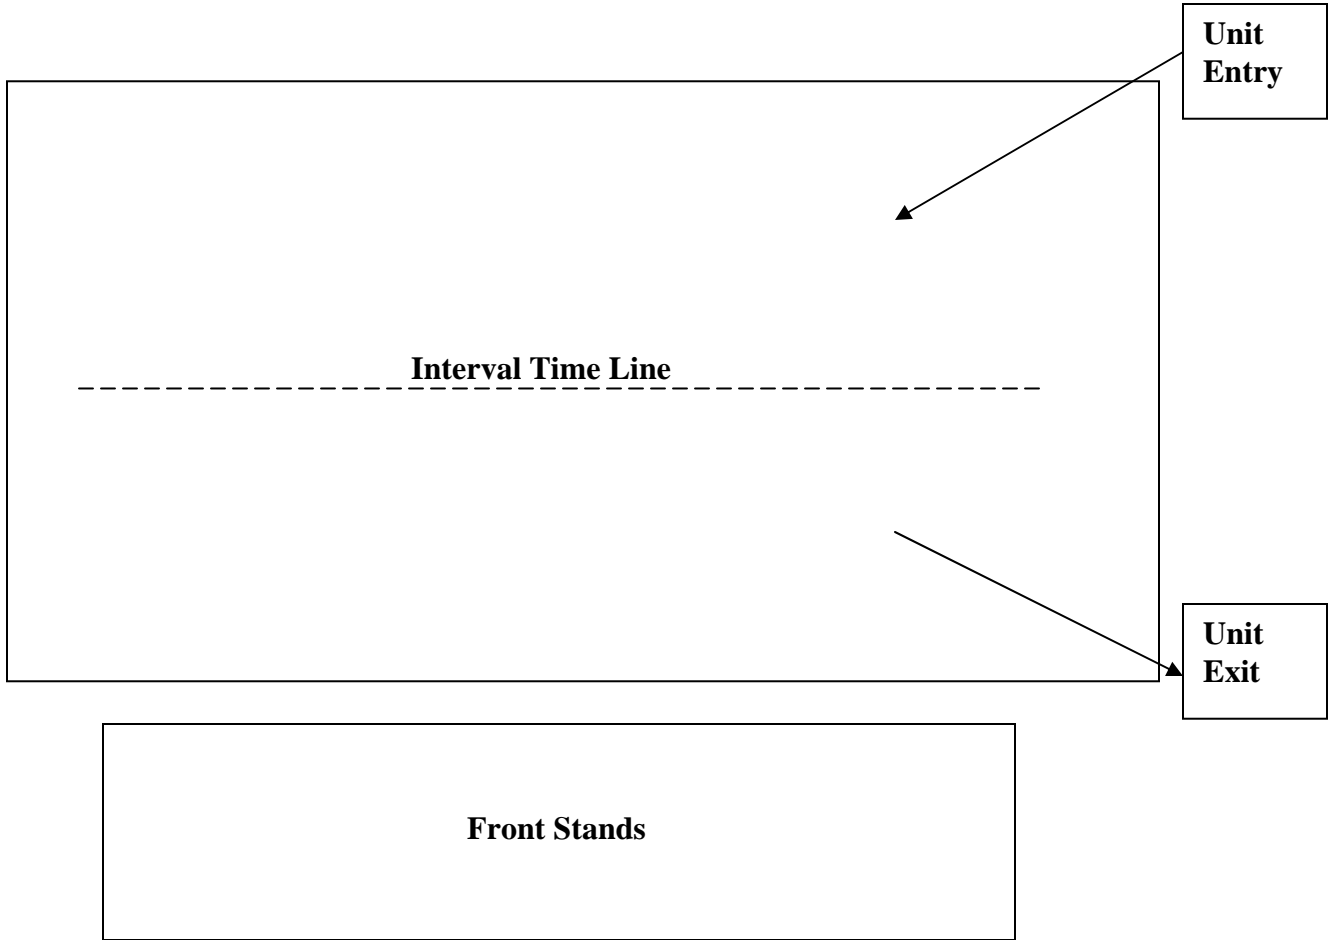 Unit
Entry
Interval Time Line
Unit
Exit
Front Stands